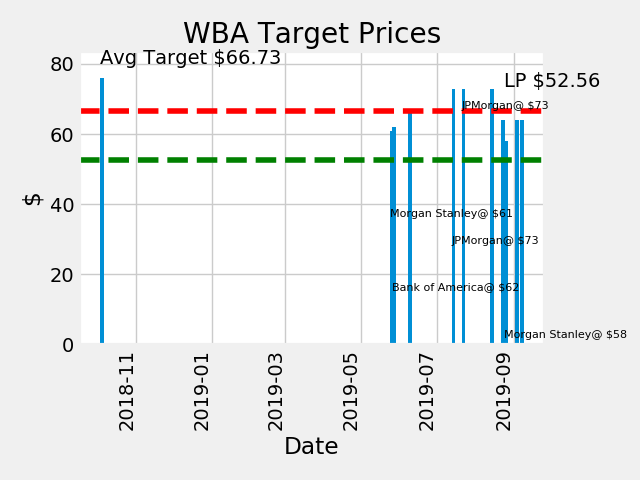 WBA Target Prices
Avg Target $66.73
LP $52.56
JPMorgan@ $73
Morgan Stanley@ $61
JPMorgan@ $73
Bank of America@ $62
Morgan Stanley@ $58
$
80
60
40
20
0
2018-11
2019-01
2019-03
2019-05
2019-07
2019-09
Date